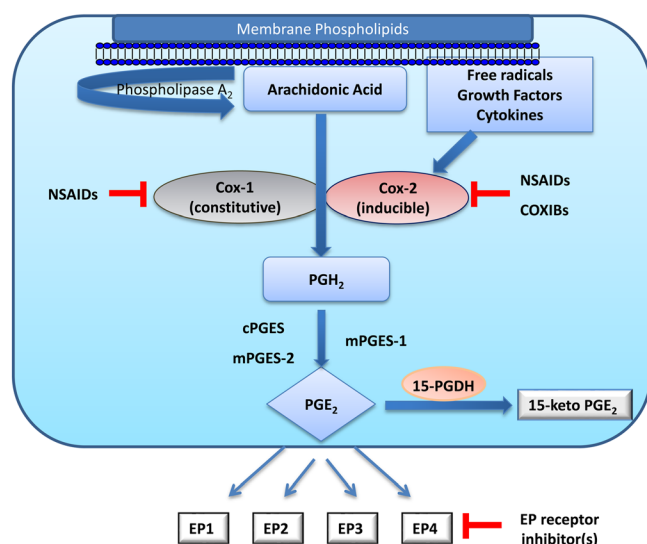 Membrane Phospholipids
Phospholipase A₂
Arachidonic Acid
Free radicals
Growth Factors
Cytokines
NSAIDs
Cox-1
(constitutive)
Cox-2
(inducible)
NSAIDs
COXIBs
PGH₂
cPGES
mPGES-2
mPGES-1
PGE₂
15-PGDH
15-keto PGE₂
EP1
EP2
EP3
EP4
EP receptor
inhibitor(s)